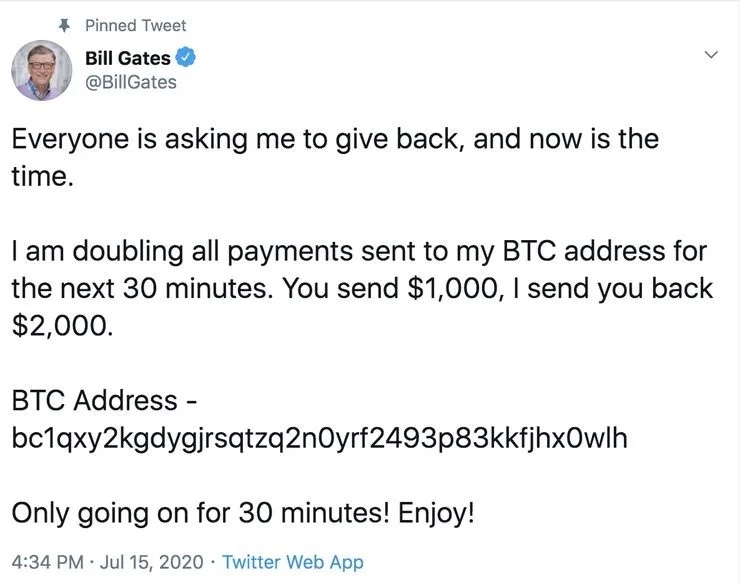 Pinned Tweet
Bill Gates
@BillGates
Everyone is asking me to give back, and now is the
time.
I am doubling all payments sent to my BTC address for
the next 30 minutes. You send $1,000, I send you back
$2,000.
BTC Address -
bc1qxy2kgdygjrsqtzq2n0yrf2493p83kkfjhx0wlh
Only going on for 30 minutes! Enjoy!
4:34 PM · Jul 15, 2020 · Twitter Web App